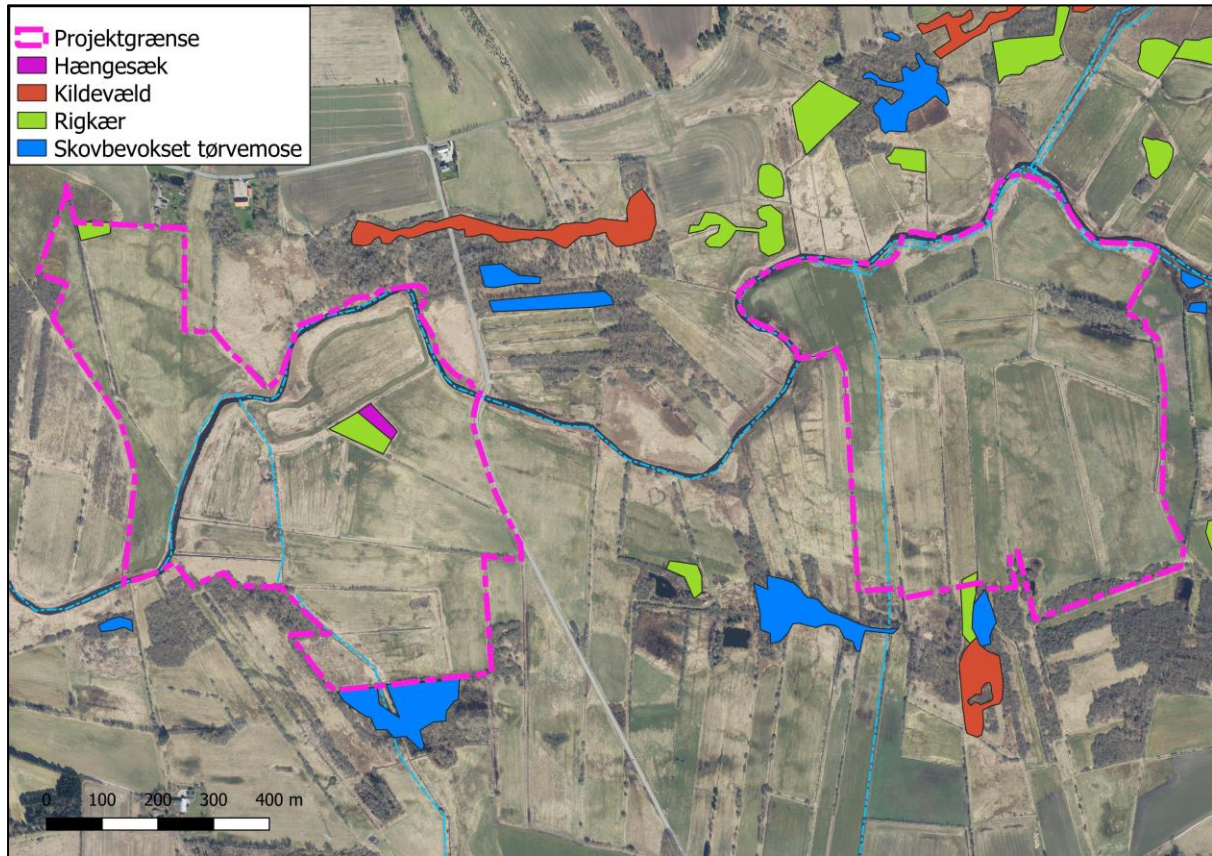 Projektgrænse
Hængesæk
Kildevæld
Rigkær
Skovbevokset tørvemose
0 100 200 300 400 m